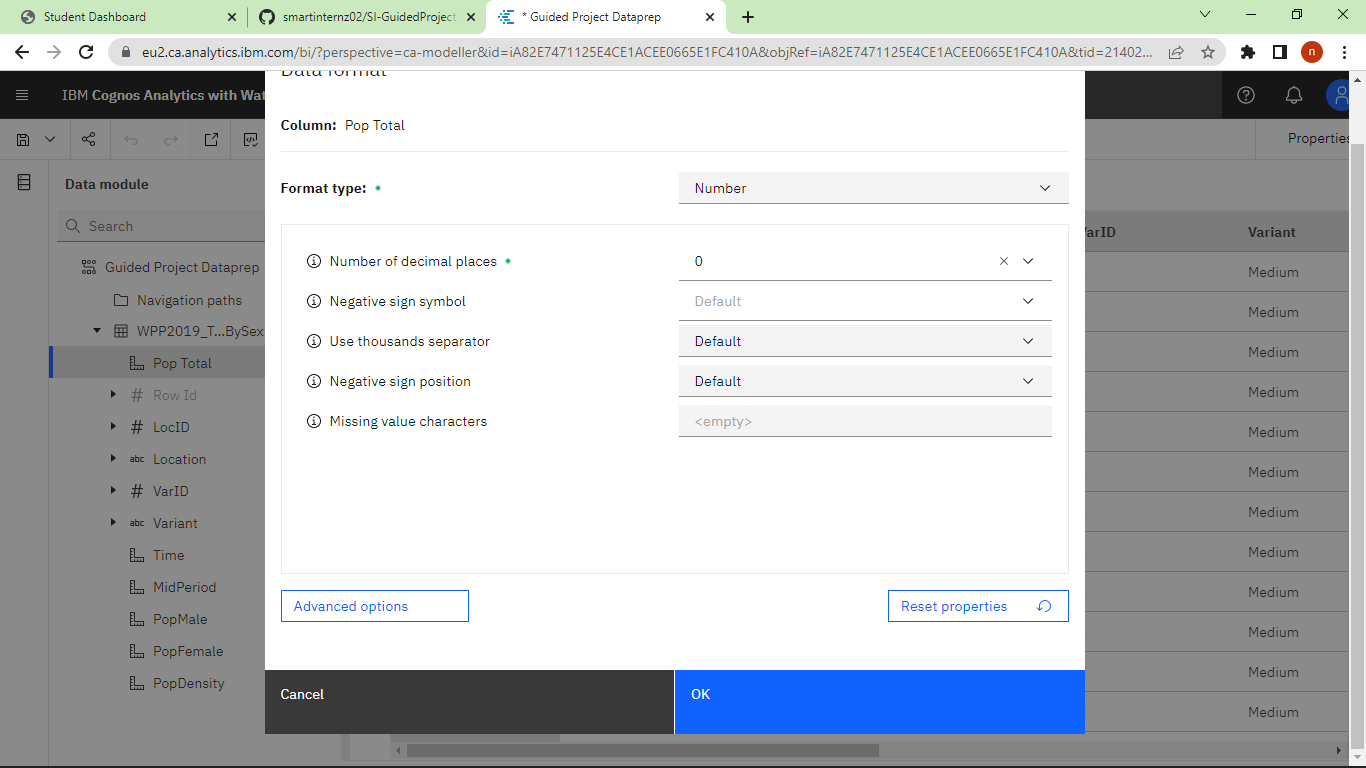 Student Dashboard
smartinternz02/SI-GuidedProject
* Guided Project Dataprep
eu2.ca.analytics.ibm.com/bi/?perspective=ca-modeller&id=iA82E7471125E4CE1ACEE0665E1FC410A&objRef=iA82E7471125E4CE1ACEE0665E1FC410A&tid=21402...
n
IBM Cognos Analytics with Wat
Data format
Column: Pop Total
Properties
Data module
Format type:
Number
Search
VarID
Variant
Guided Project Dataprep
Number of decimal places
0
Medium
Navigation paths
Negative sign symbol
Default
Medium
WPP2019_T...BySex
Use thousands separator
Default
Medium
Pop Total
Negative sign position
Default
Medium
Row Id
Missing value characters
<empty>
Medium
LocID
Location
Medium
VarID
Medium
Variant
Medium
Time
Medium
MidPeriod
Medium
Advanced options
Reset properties
PopMale
Medium
PopFemale
Medium
PopDensity
Cancel
OK
Medium